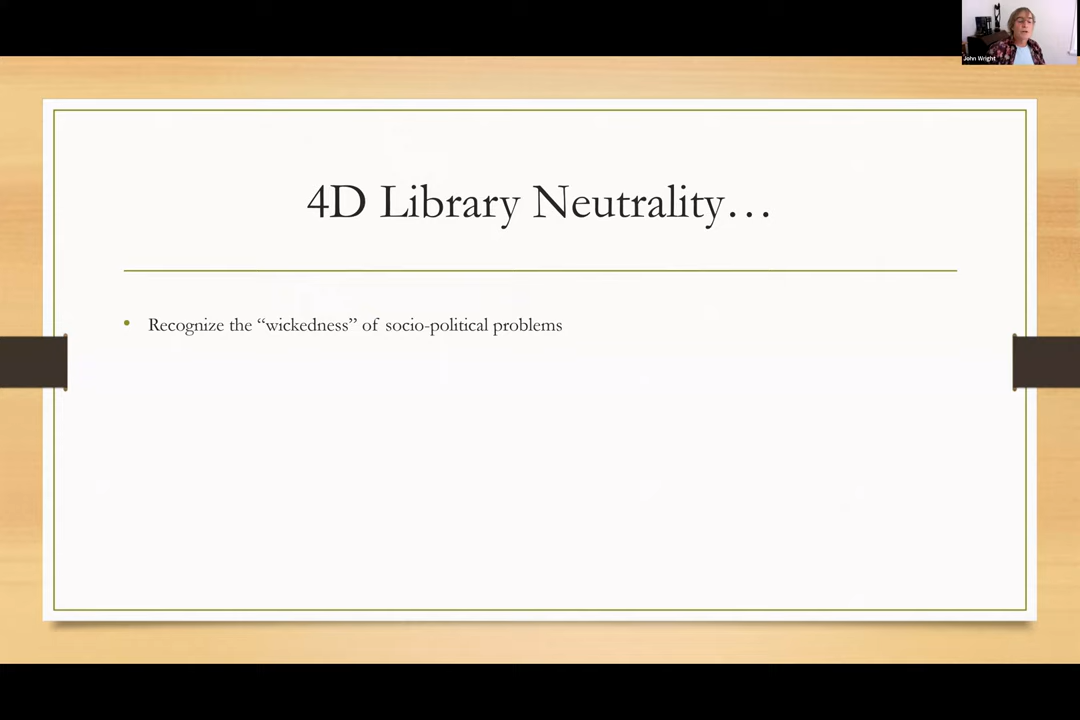 John Wright
4D Library Neutrality…
• Recognize the “wickedness” of socio-political problems